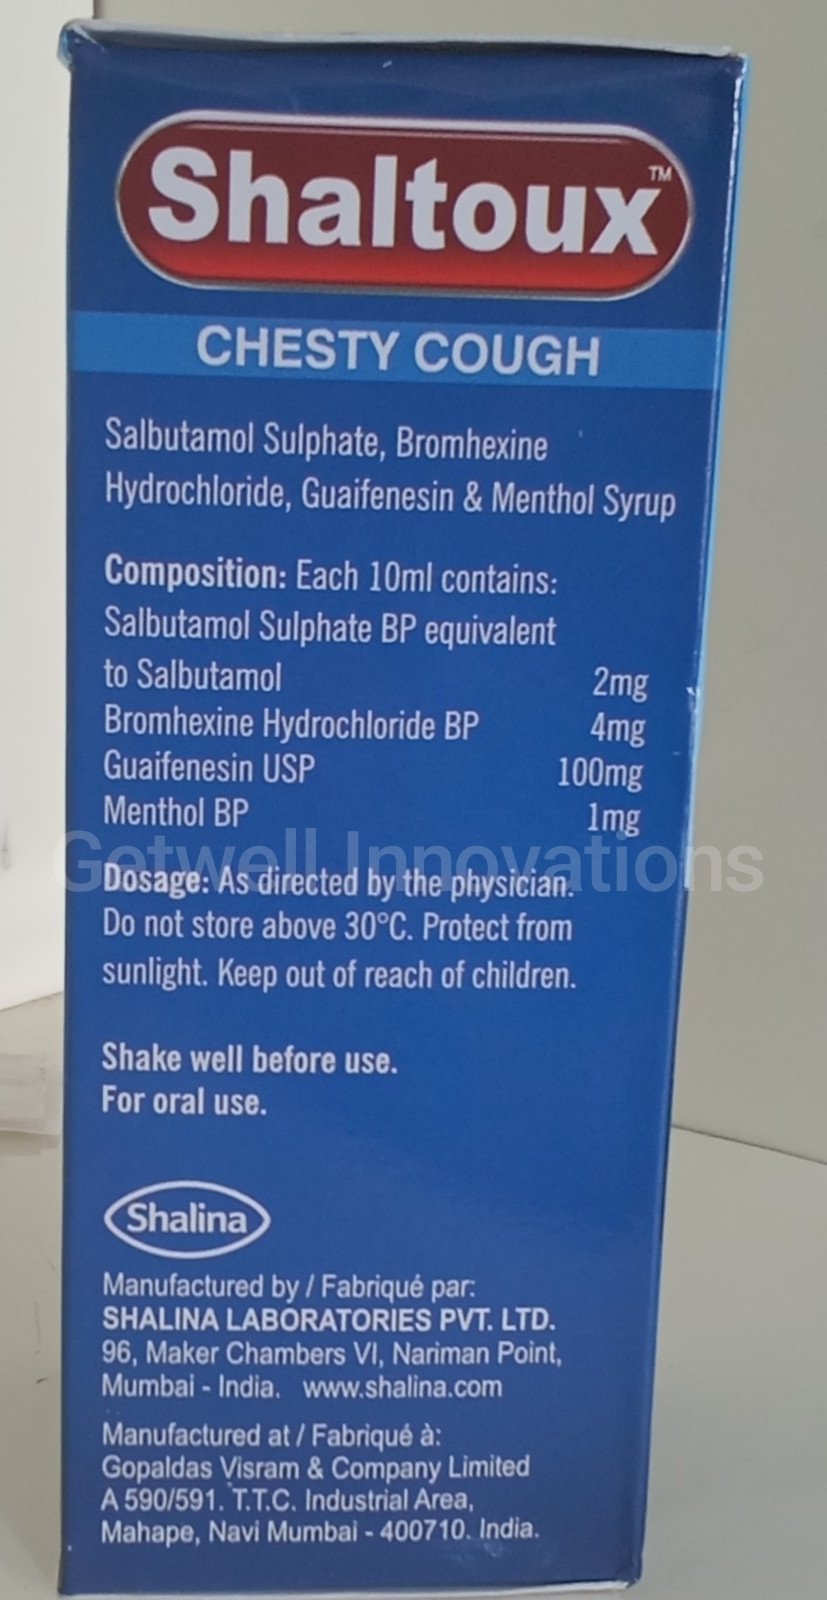 Shaltoux™
CHESTY COUGH
Salbutamol Sulphate, Bromhexine
Hydrochloride, Guaifenesin & Menthol Syrup
Composition: Each 10ml contains:
Salbutamol Sulphate BP equivalent
to Salbutamol 2mg
Bromhexine Hydrochloride BP 4mg
Guaifenesin USP 100mg
Menthol BP 1mg
Getwell Innovations
Dosage: As directed by the physician.
Do not store above 30°C. Protect from
sunlight. Keep out of reach of children.
Shake well before use.
For oral use.
Shalina
Manufactured by / Fabriqué par:
SHALINA LABORATORIES PVT. LTD.
96, Maker Chambers VI, Nariman Point,
Mumbai - India. www.shalina.com
Manufactured at / Fabriqué à:
Gopaldas Visram & Company Limited
A 590/591. T.T.C. Industrial Area,
Mahape, Navi Mumbai - 400710. India.